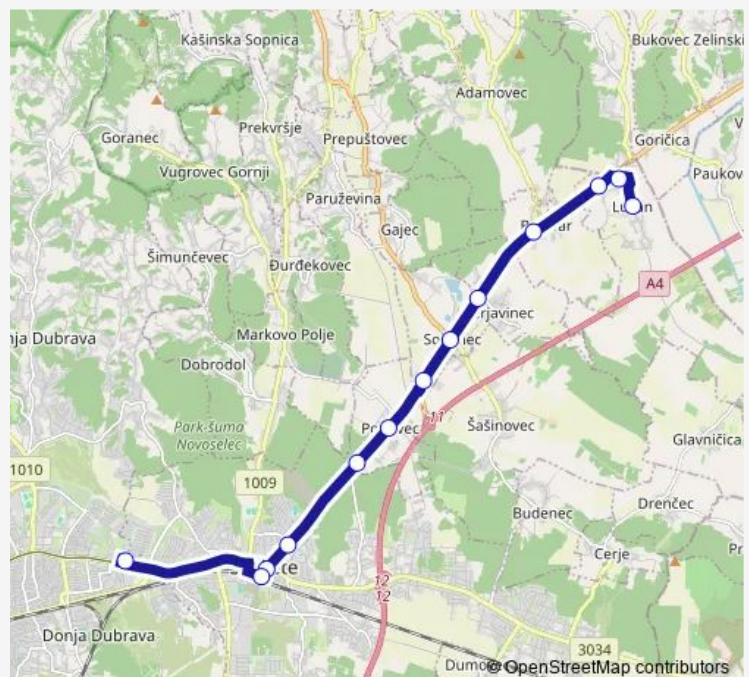 Kašinska Sopnica
Bukovec Zelinski
Adamovec
Goranec
Prekvršje
Prepuštovec
Goričica
Vugrovec Gornji
Paukov
Paruževina
Gajec
Šimunčevec
Đurđekovec
A4
nja Dubrava
Markovo Polje
Dobrodol
11
Park-šuma
Novoselec
Šašinovec
Glavničica
1010
1009
Budenec
Drenčec
Cerje
12
12
Donja Dubrava
3034
© OpenStreetMap contributors